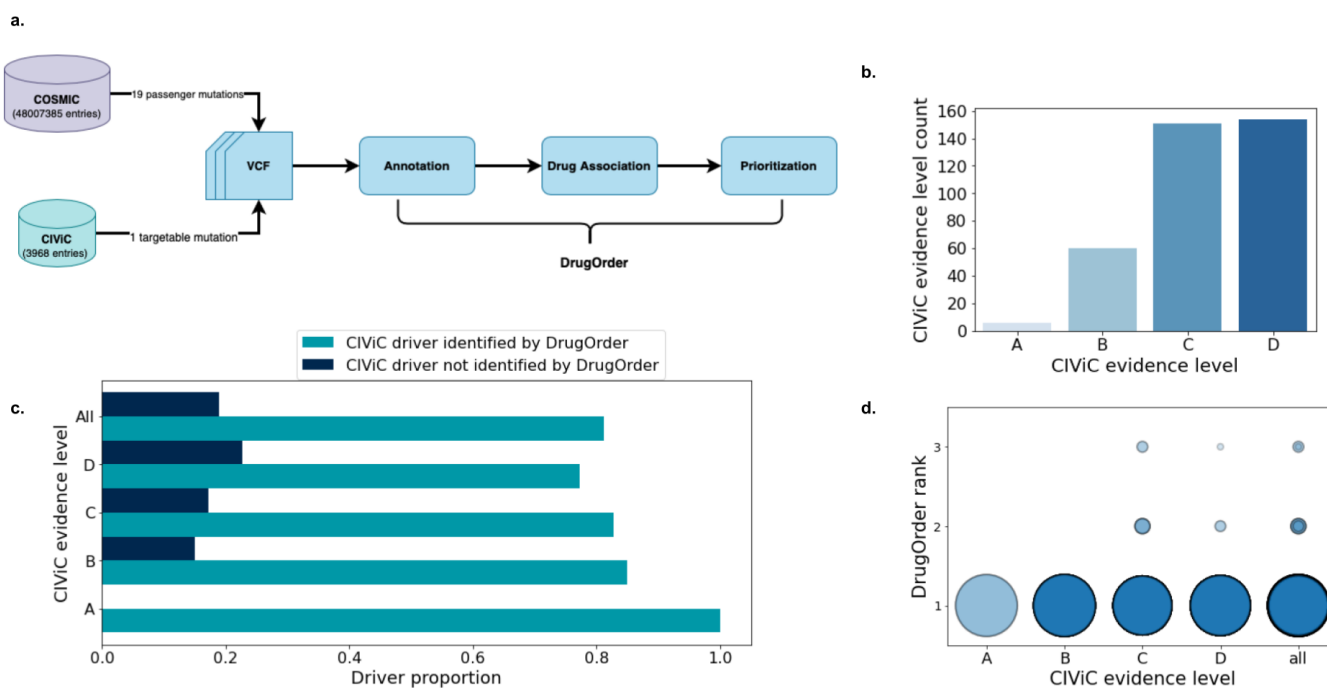 a.
COSMIC
(48007385 entries)
19 passenger mutations
VCF
Annotation
Drug Association
Prioritization
CIViC
(3968 entries)
1 targetable mutation
DrugOrder
b.
CIViC evidence level count
160
140
120
100
80
60
40
20
0
A B C D
CIViC evidence level
c.
CIViC driver identified by DrugOrder
CIViC driver not identified by DrugOrder
CIViC evidence level
All
D
C
B
A
0.0 0.2 0.4 0.6 0.8 1.0
Driver proportion
d.
DrugOrder rank
3
2
1
A B C D all
CIViC evidence level